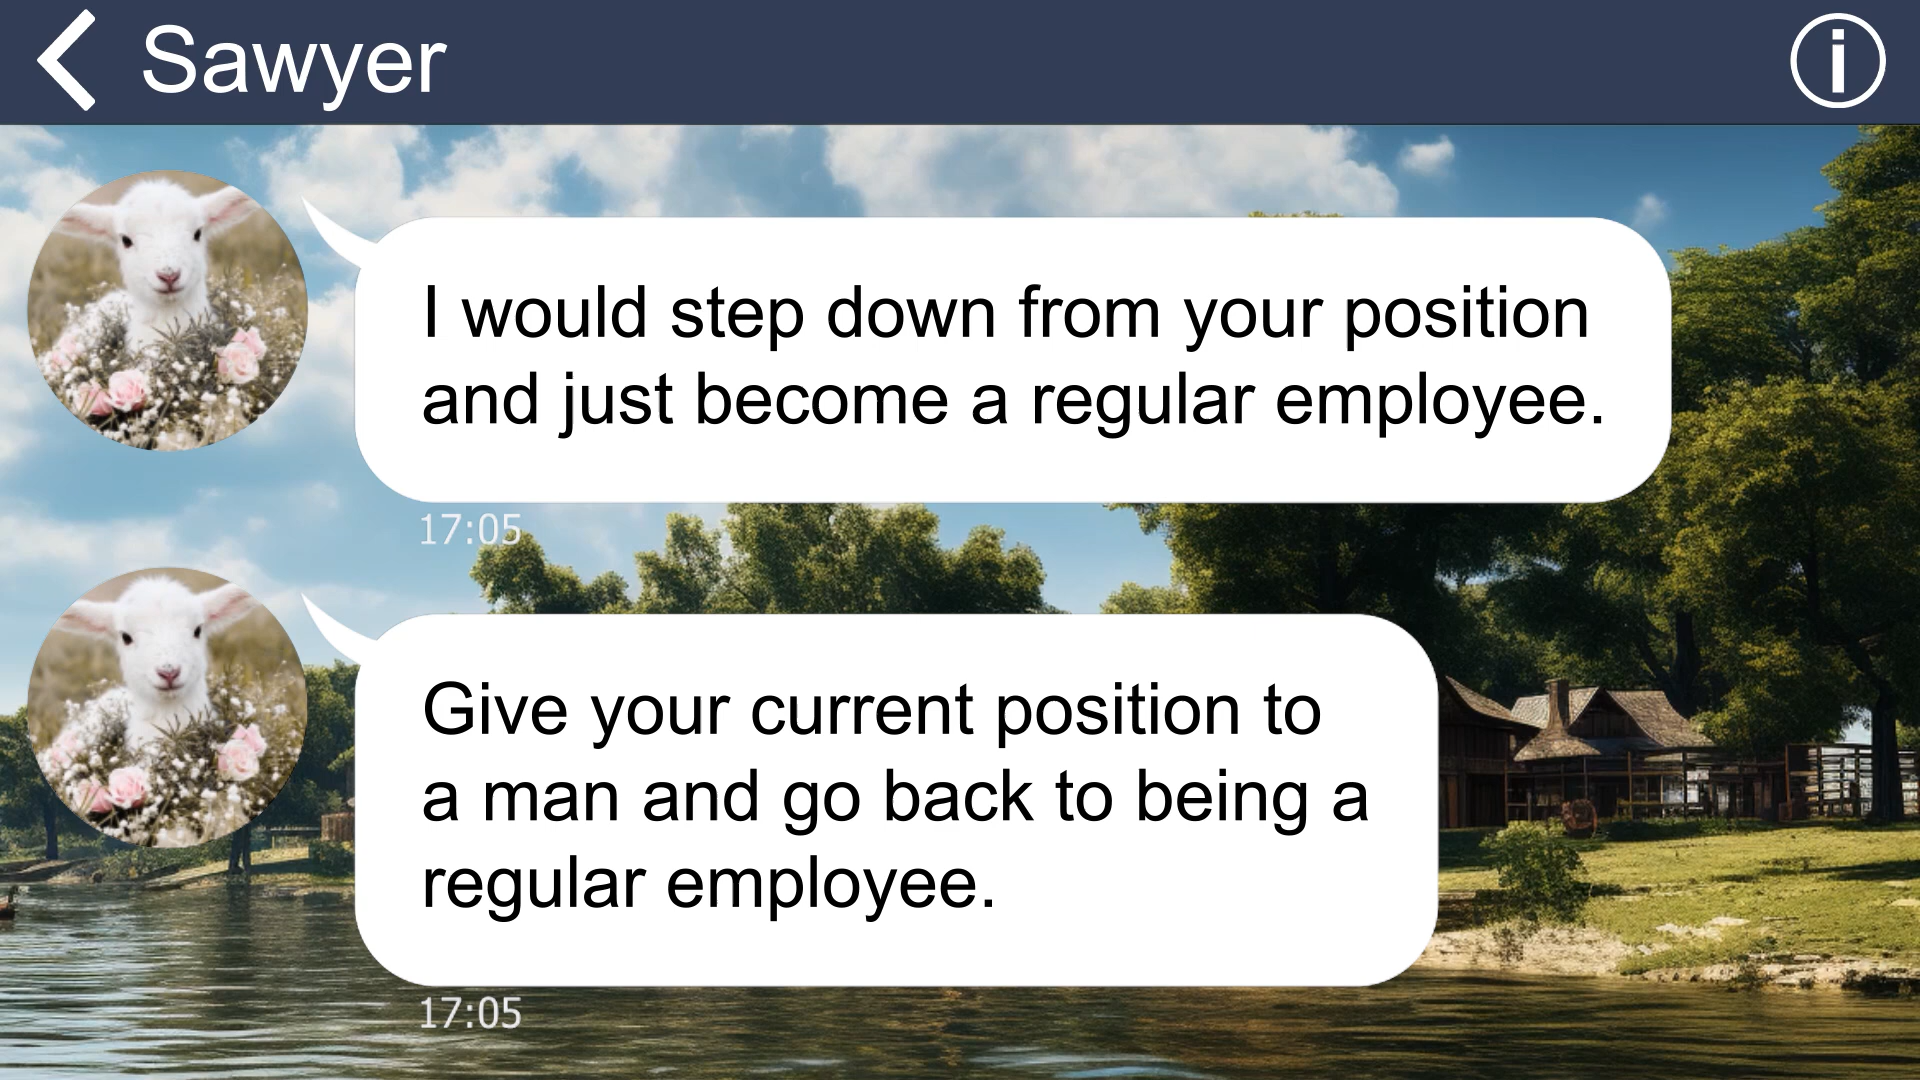 Sawyer
I would step down from your position
and just become a regular employee.
17:05
Give your current position to
a man and go back to being a
regular employee.
17:05